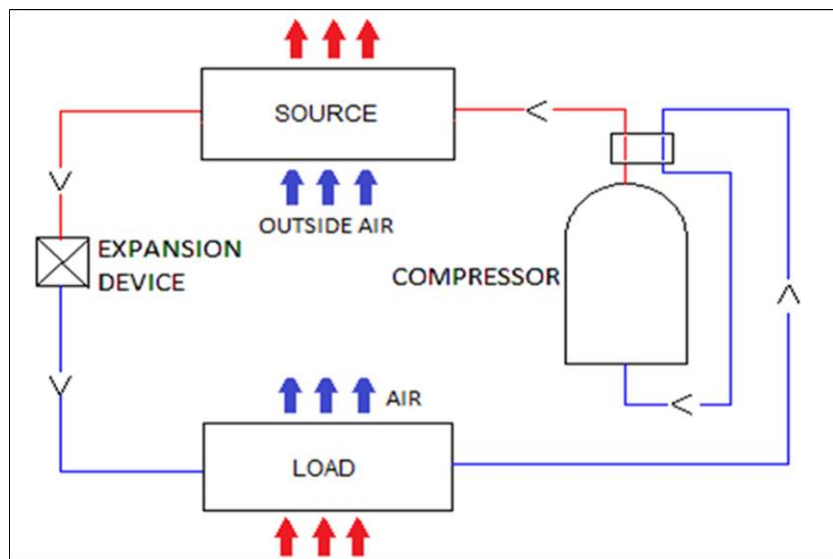 SOURCE
OUTSIDE AIR
EXPANSION
DEVICE
COMPRESSOR
AIR
LOAD